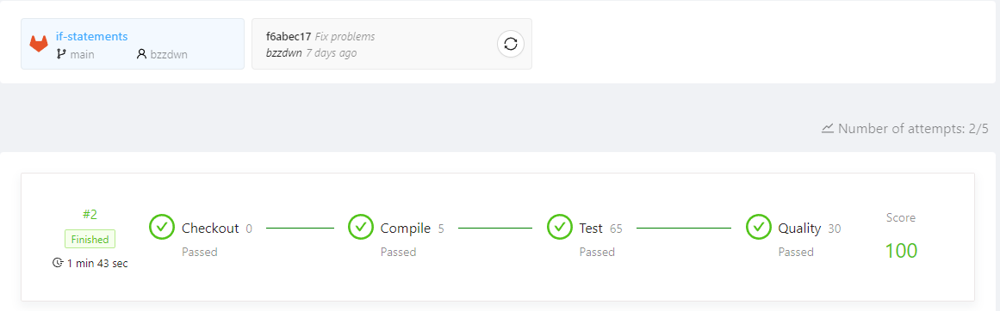 if-statements
main bzzdwn
f6abec17 Fix problems
bzzdwn 7 days ago
Number of attempts: 2/5
#2
Finished
1 min 43 sec
Checkout 0
Passed
Compile 5
Passed
Test 65
Passed
Quality 30
Passed
Score
100